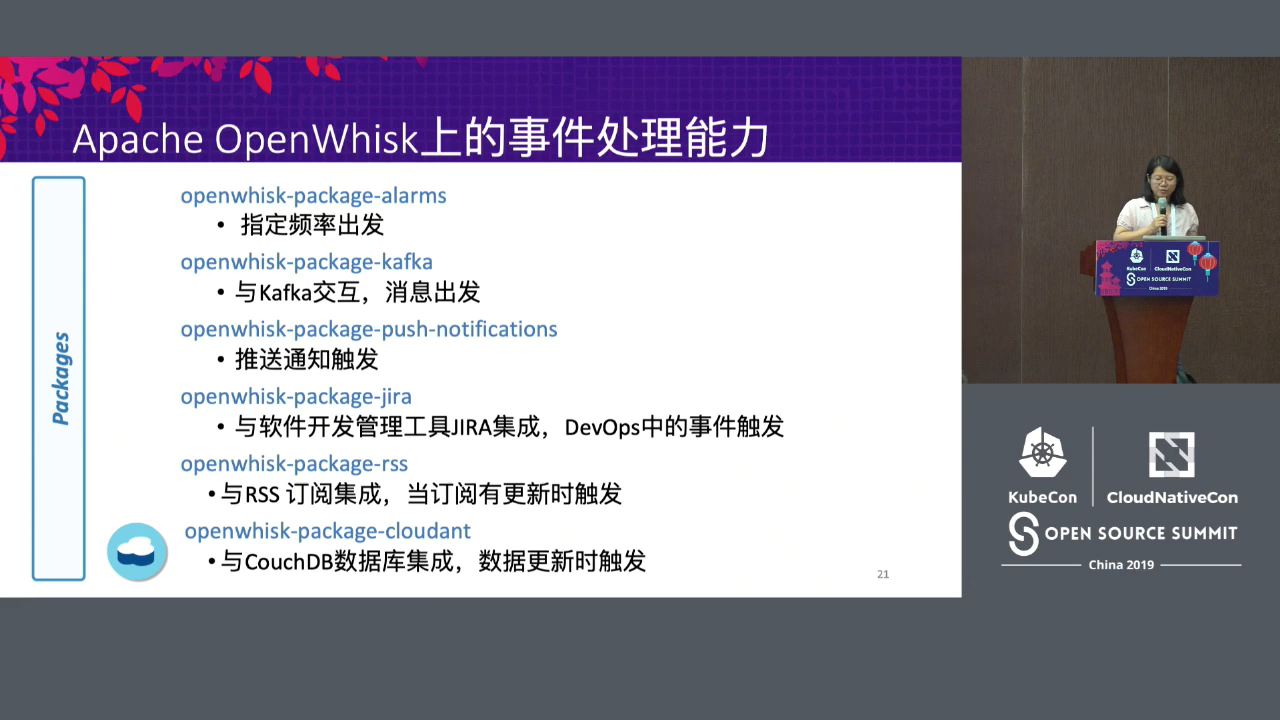 Apache OpenWhisk上的事件处理能力
Packages
openwhisk-package-alarms
• 指定频率出发
openwhisk-package-kafka
• 与Kafka交互，消息出发
openwhisk-package-push-notifications
• 推送通知触发
openwhisk-package-jira
• 与软件开发管理工具JIRA集成，DevOps中的事件触发
openwhisk-package-rss
• 与RSS 订阅集成，当订阅有更新时触发
openwhisk-package-cloudant
• 与CouchDB数据库集成，数据更新时触发
21
KubeCon
CloudNativeCon
OPEN SOURCE SUMMIT
China 2019
KubeCon
CloudNativeCon
OPEN SOURCE SUMMIT
China 2019